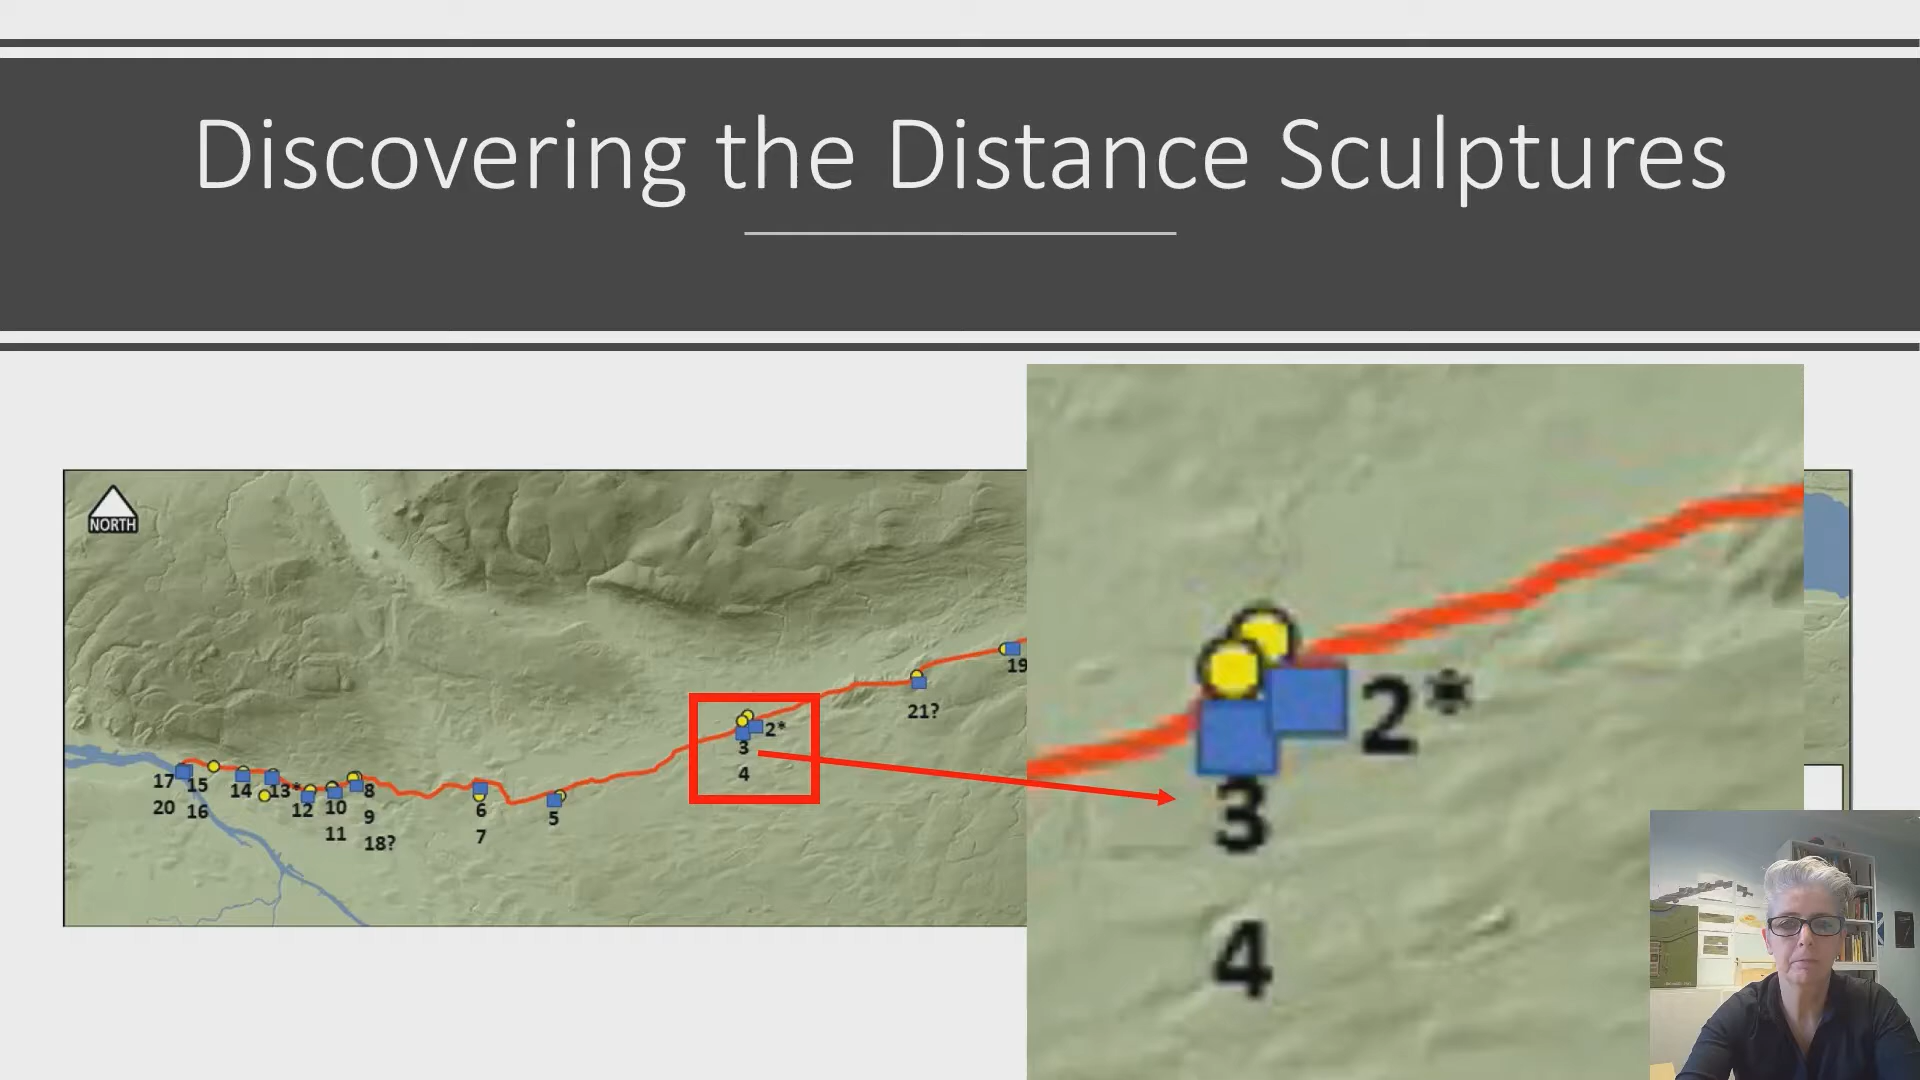 Discovering the Distance Sculptures
NORTH
19
21?
2*
3
4
17 15 14 13* 12 10 8 6 5
20 16 11 9 7
18?
2*
3
4